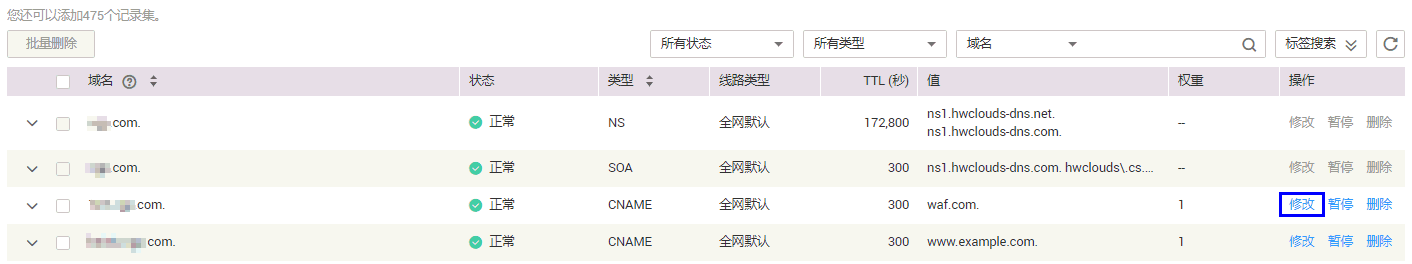 您还可以添加475个记录集。
批量删除 所有状态 所有类型 域名 标签搜索
域名 状态 类型 线路类型 TTL (秒) 值 权重 操作
com. 正常 NS 全网默认 172,800 ns1.hwclouds-dns.net. -- 修改 暂停 删除
ns1.hwclouds-dns.com.
com. 正常 SOA 全网默认 300 ns1.hwclouds-dns.com. hwclouds\.cs.... -- 修改 暂停 删除
com. 正常 CNAME 全网默认 300 waf.com. 1 修改 暂停 删除
com. 正常 CNAME 全网默认 300 www.example.com. 1 修改 暂停 删除